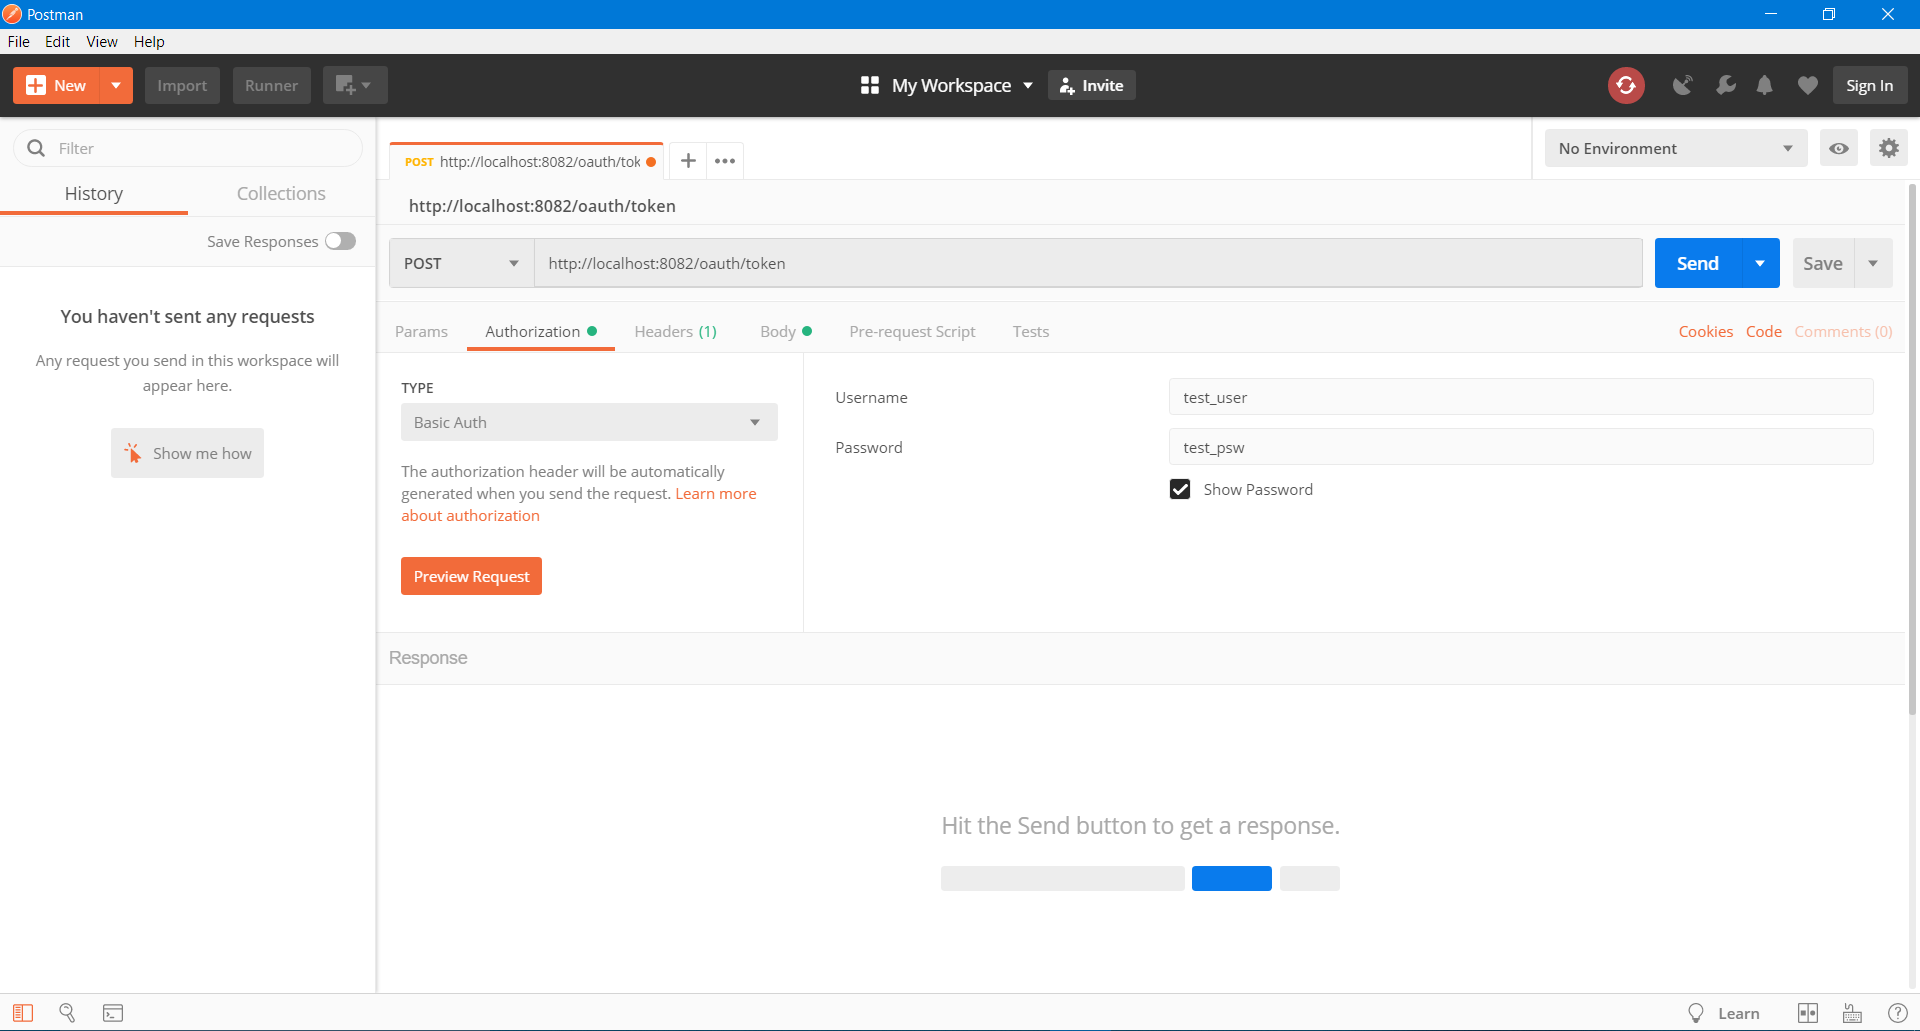 Postman
File Edit View Help
New Import Runner My Workspace Invite Sign In
Filter
History Collections
Save Responses
You haven't sent any requests
Any request you send in this workspace will
appear here.
Show me how
POST http://localhost:8082/oauth/tok
No Environment
http://localhost:8082/oauth/token
POST http://localhost:8082/oauth/token Send Save
Params Authorization Headers (1) Body Pre-request Script Tests Cookies Code Comments (0)
TYPE
Basic Auth
The authorization header will be automatically
generated when you send the request. Learn more
about authorization
Preview Request
Username test_user
Password test_psw
Show Password
Response
Hit the Send button to get a response.
Learn